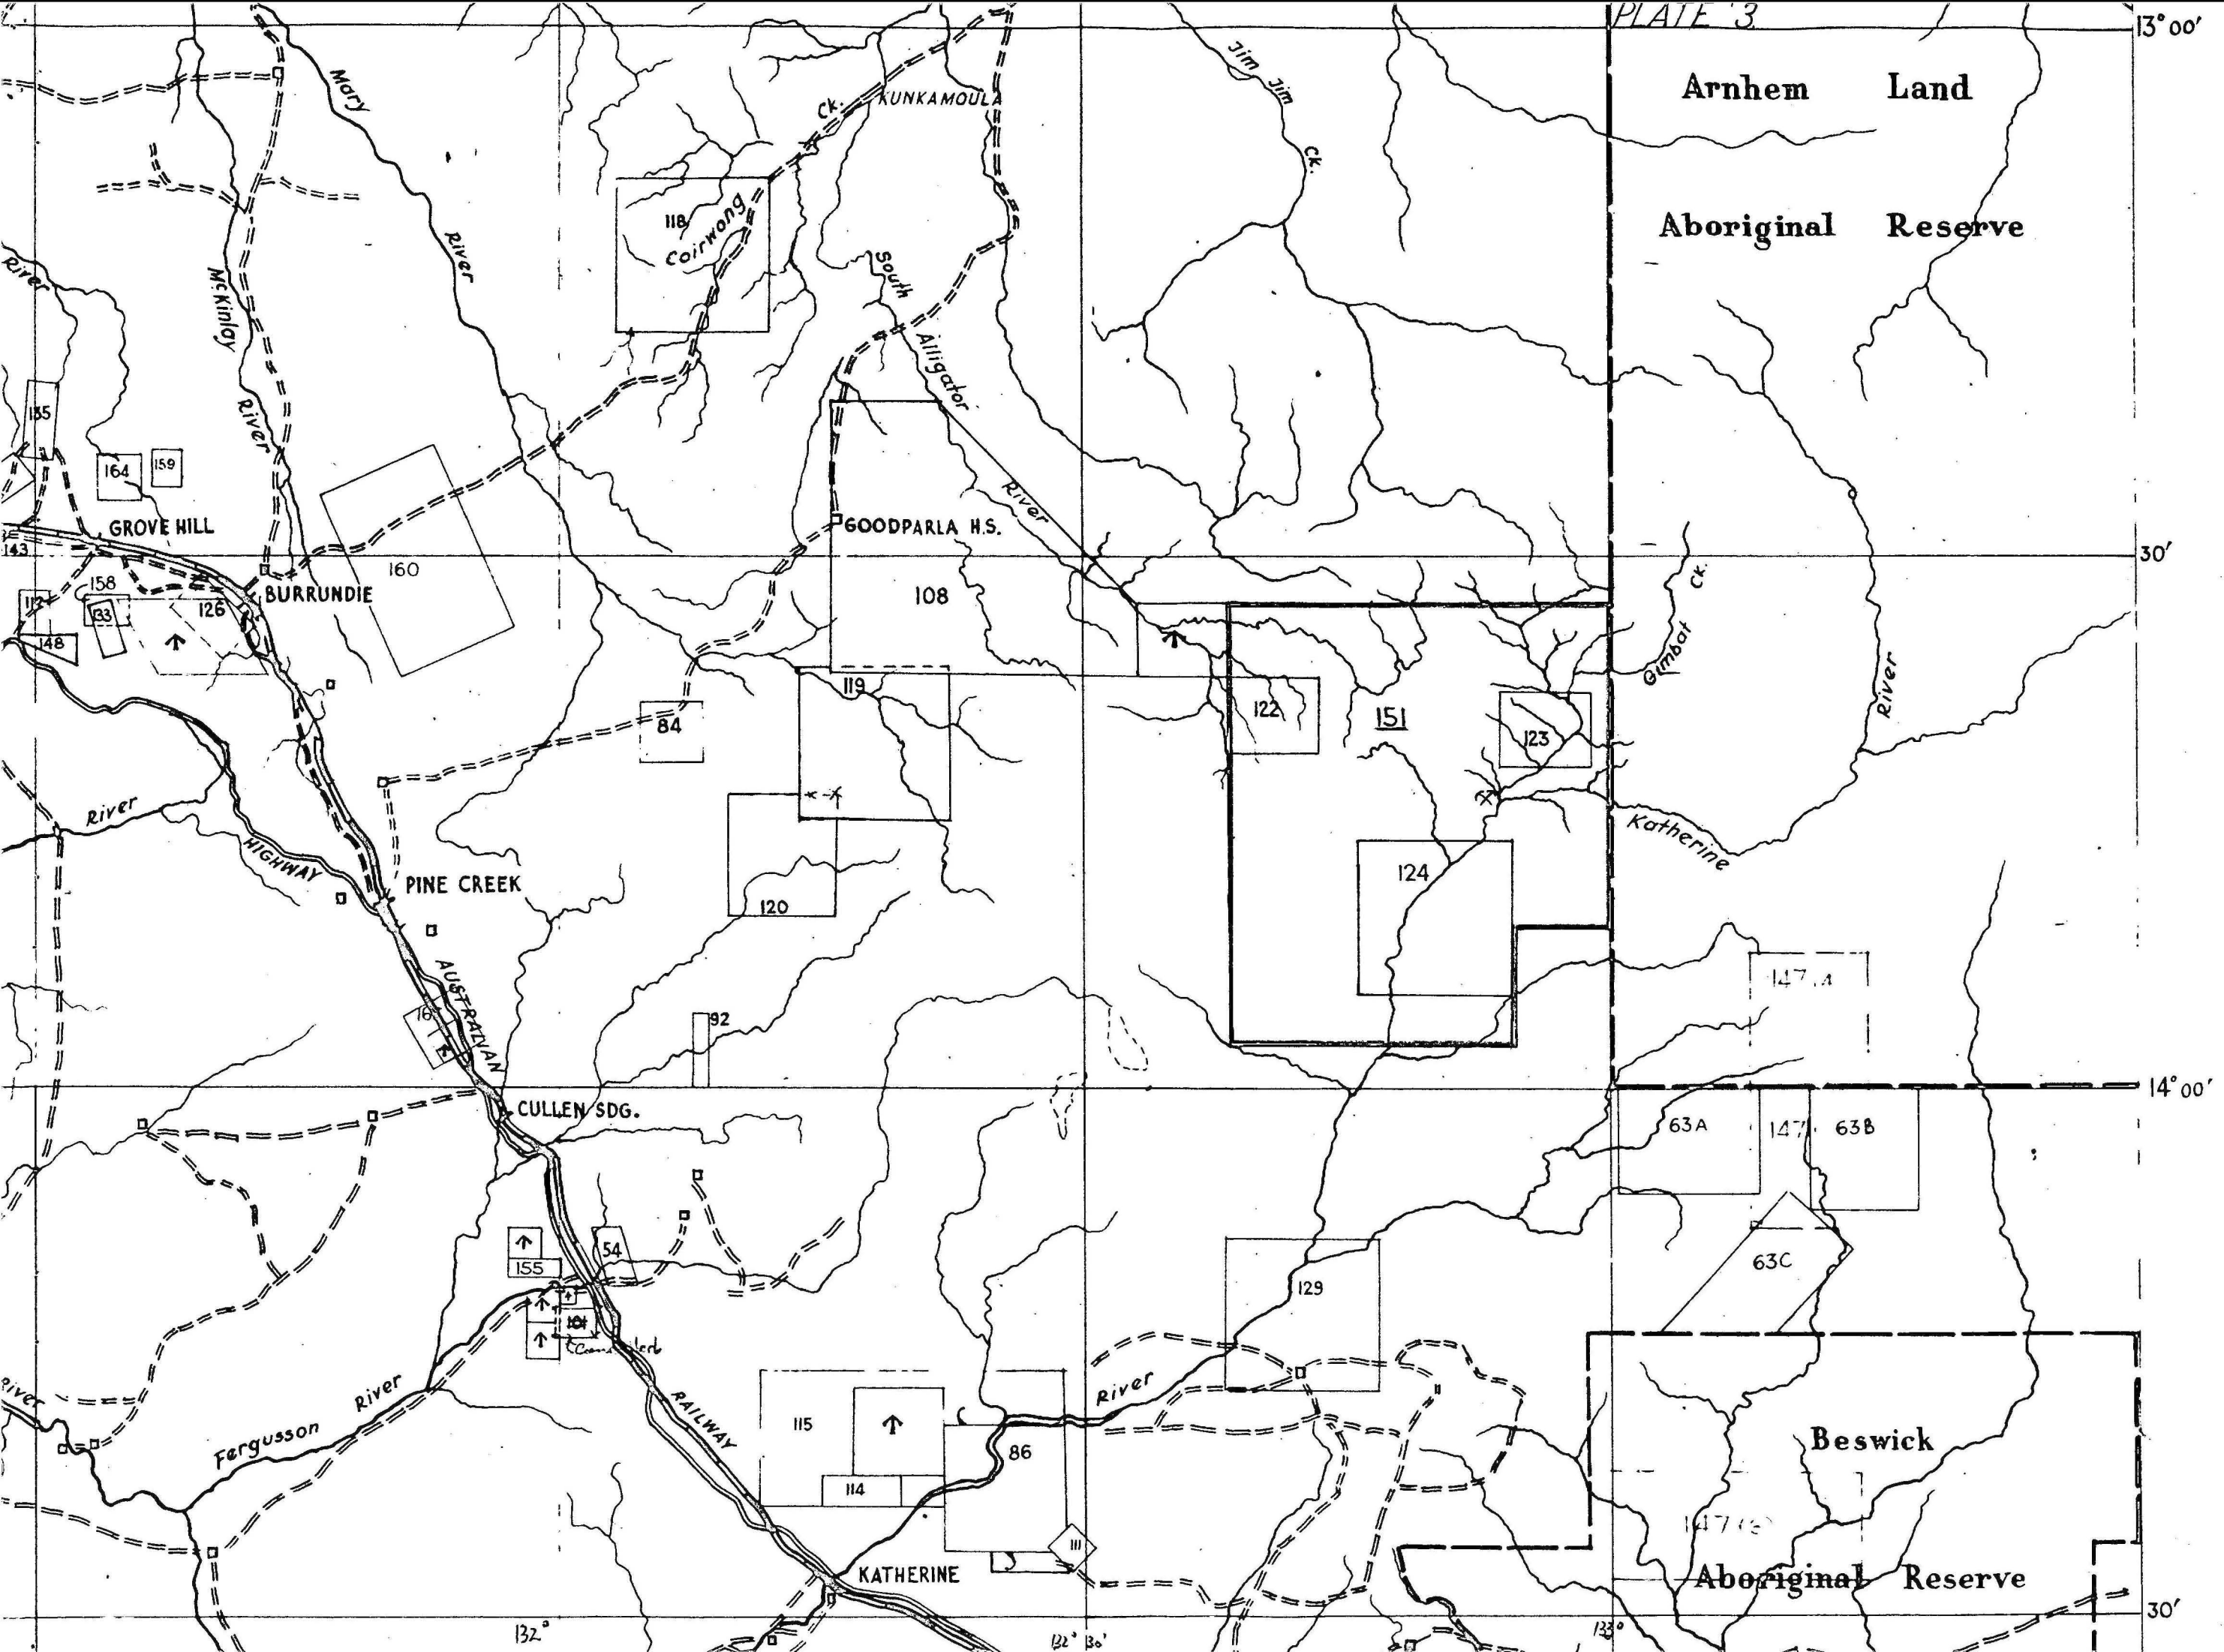 PLATE 3
13°00'
Arnhem Land
Aboriginal Reserve
Mary
River
Jim Jim
Ck.
Ck.
KUNKAMOULA
118
Coirwong
South
Alligator
River
River
McKinlay
River
135
164
159
GROVE HILL
143
GOODPARLA H.S.
30'
160
158
BURRUNDIE
126
108
133
148
Gimbat
Ck.
River
119
84
122
151
123
River
HIGHWAY
Katherine
PINE CREEK
124
120
AUSTRALIAN
147A
76
92
14°00'
CULLEN SDG.
63A
147
63B
54
155
63C
129
101
River
RAILWAY
River
River
Fergusson
115
86
Beswick
114
111
KATHERINE
Aboriginal Reserve
30'
132°
132° 30'
133°